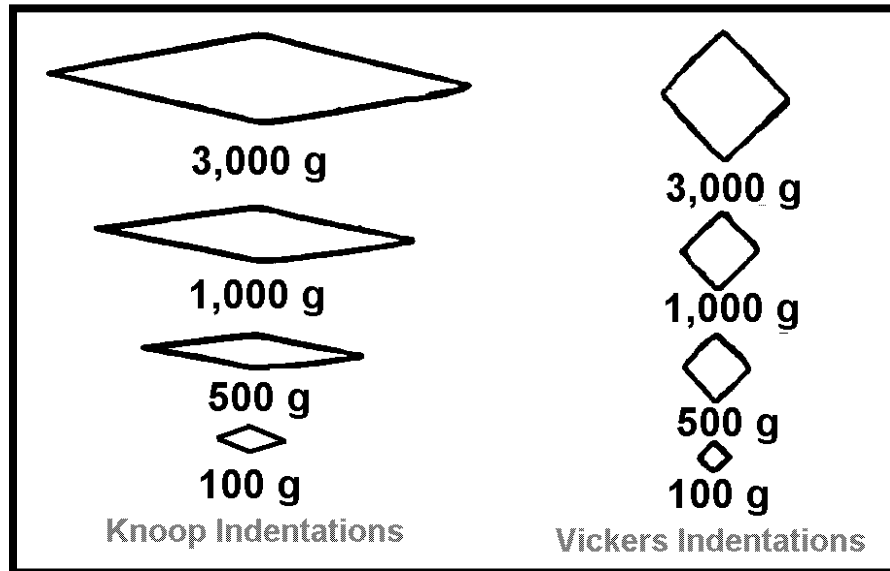 3,000 g
1,000 g
500 g
100 g
Knoop Indentations
3,000 g
1,000 g
500 g
100 g
Vickers Indentations